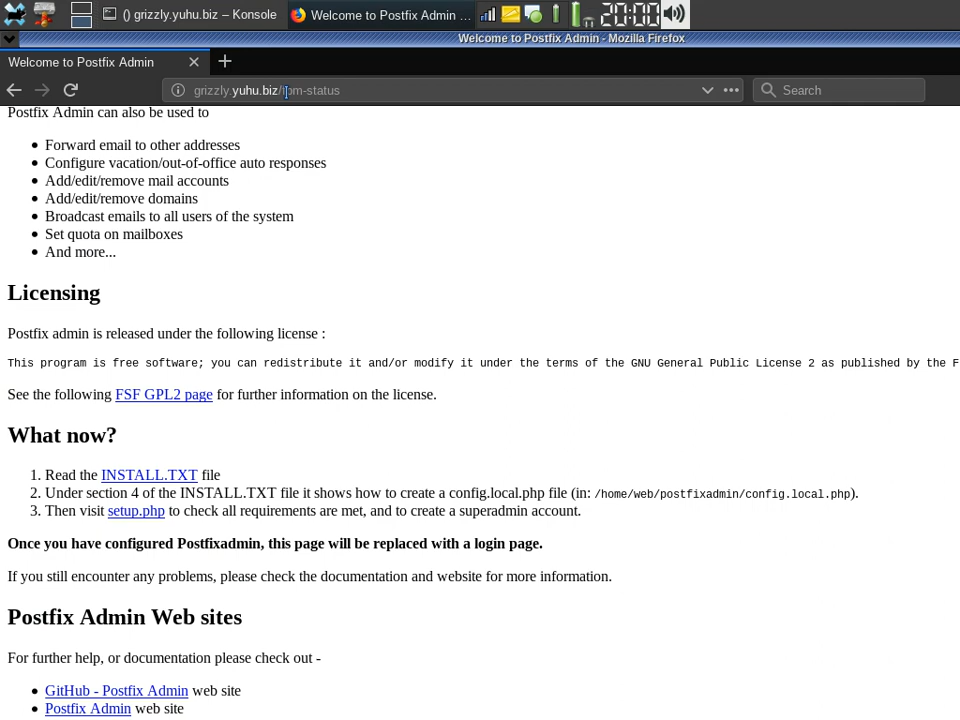 () grizzly.yuhu.biz – Konsole
Welcome to Postfix Admin ...
20:00
Welcome to Postfix Admin - Mozilla Firefox
Welcome to Postfix Admin
grizzly.yuhu.biz/fpm-status
Search
Postfix Admin can also be used to
Forward email to other addresses
Configure vacation/out-of-office auto responses
Add/edit/remove mail accounts
Add/edit/remove domains
Broadcast emails to all users of the system
Set quota on mailboxes
And more...
Licensing
Postfix admin is released under the following license :
This program is free software; you can redistribute it and/or modify it under the terms of the GNU General Public License 2 as published by the F
See the following FSF GPL2 page for further information on the license.
What now?
1. Read the INSTALL.TXT file
2. Under section 4 of the INSTALL.TXT file it shows how to create a config.local.php file (in: /home/web/postfixadmin/config.local.php).
3. Then visit setup.php to check all requirements are met, and to create a superadmin account.
Once you have configured Postfixadmin, this page will be replaced with a login page.
If you still encounter any problems, please check the documentation and website for more information.
Postfix Admin Web sites
For further help, or documentation please check out -
GitHub - Postfix Admin web site
Postfix Admin web site